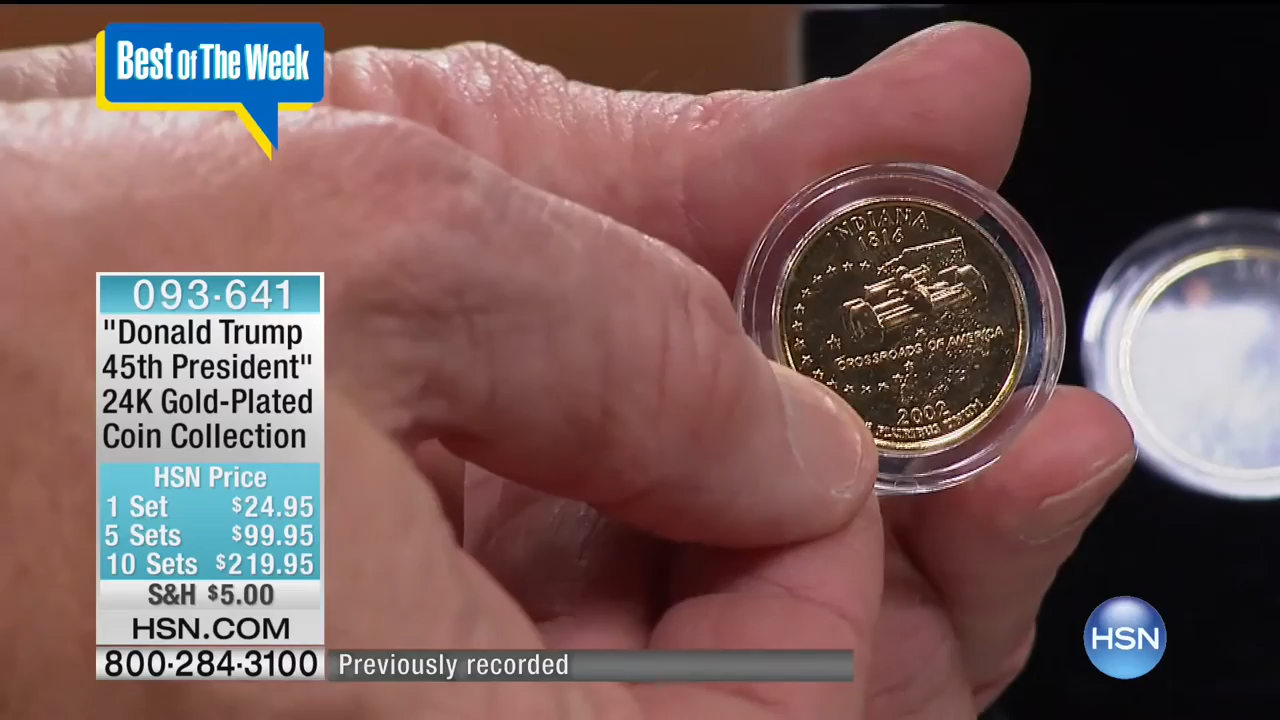 Best of The Week
093-641
"Donald Trump
45th President"
24K Gold-Plated
Coin Collection
HSN Price
1 Set $24.95
5 Sets $99.95
10 Sets $219.95
S&H $5.00
HSN.COM
800-284-3100
Previously recorded
INDIANA
1816
CROSSROADS OF AMERICA
2002
PLURIBUS UNUM
HSN